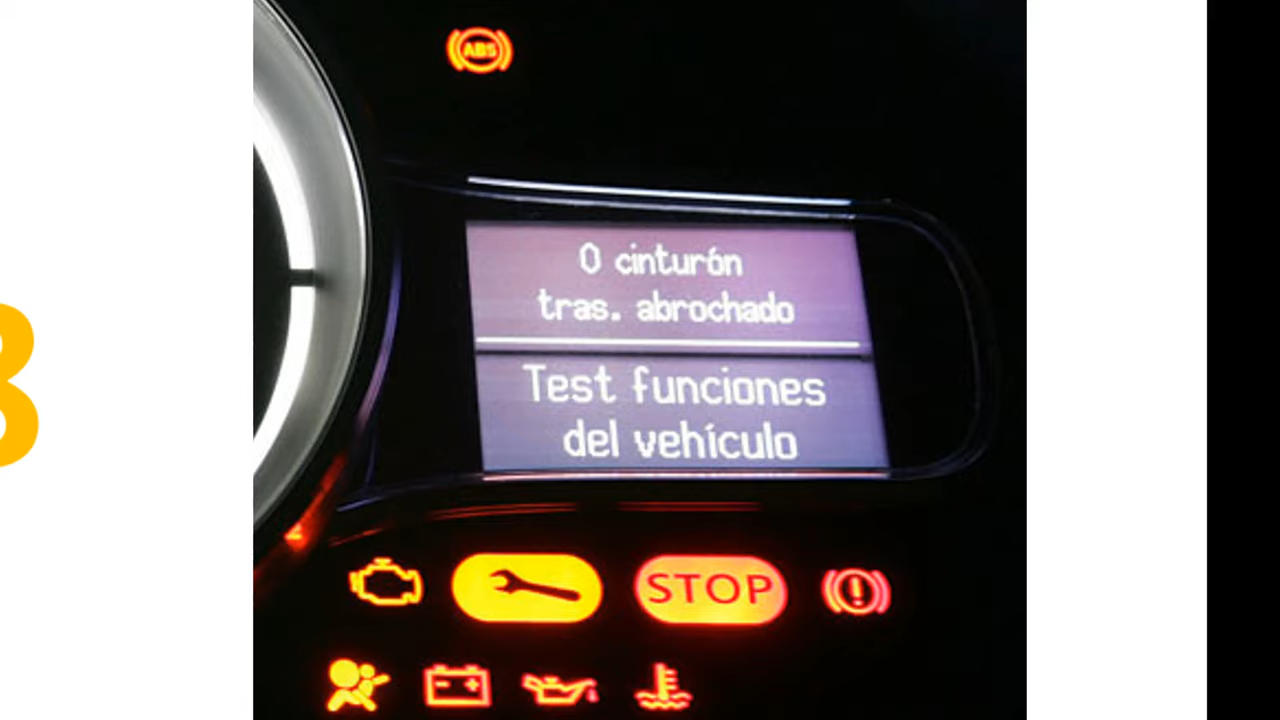 ABS
0 cinturón
tras. abrochado
Test funciones
del vehículo
STOP